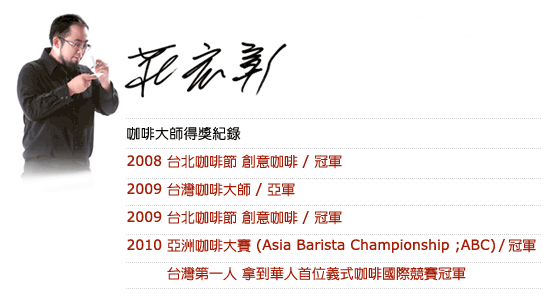 莊宏彰
咖啡大師得獎紀錄
2008 台北咖啡節 創意咖啡 / 冠軍
2009 台灣咖啡大師 / 亞軍
2009 台北咖啡節 創意咖啡 / 冠軍
2010 亞洲咖啡大賽 (Asia Barista Championship ;ABC) / 冠軍
台灣第一人 拿到華人首位義式咖啡國際競賽冠軍